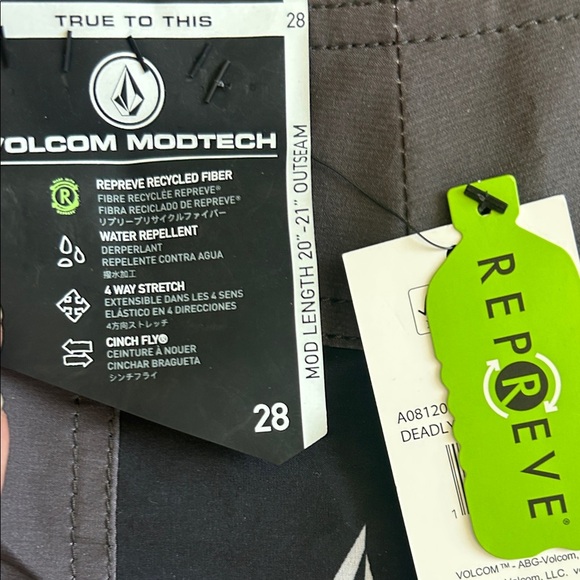 TRUE TO THIS
28
VOLCOM MODTECH
REPREVE RECYCLED FIBER
FIBRE RECYCLÉE REPREVE®
FIBRA RECICLADO DE REPREVE®
リプリーブリサイクルファイバー
WATER REPELLENT
DERPERLANT
REPELENTE CONTRA AGUA
撥水加工
4 WAY STRETCH
EXTENSIBLE DANS LES 4 SENS
ELÁSTICO EN 4 DIRECCIONES
4方向ストレッチ
CINCH FLY®
CEINTURE À NOUER
CINCHAR BRAGUETA
シンチフライ
28
MOD LENGTH 20"-21" OUTSEAM
REPREVE®
A08120
DEADLY
1
VOLCOM™ - ABG-Volcom,
Volcom, LLC.